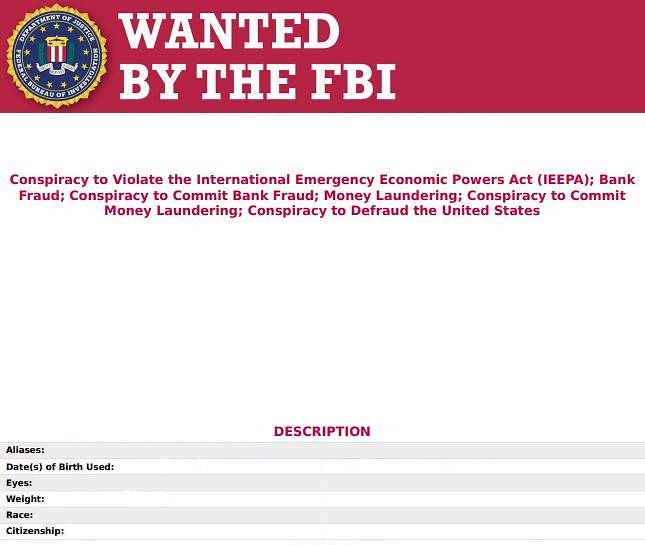 DEPARTMENT OF JUSTICE
FEDERAL BUREAU OF INVESTIGATION
WANTED
BY THE FBI
Conspiracy to Violate the International Emergency Economic Powers Act (IEEPA); Bank
Fraud; Conspiracy to Commit Bank Fraud; Money Laundering; Conspiracy to Commit
Money Laundering; Conspiracy to Defraud the United States
DESCRIPTION
Aliases:
Date(s) of Birth Used:
Eyes:
Weight:
Race:
Citizenship: